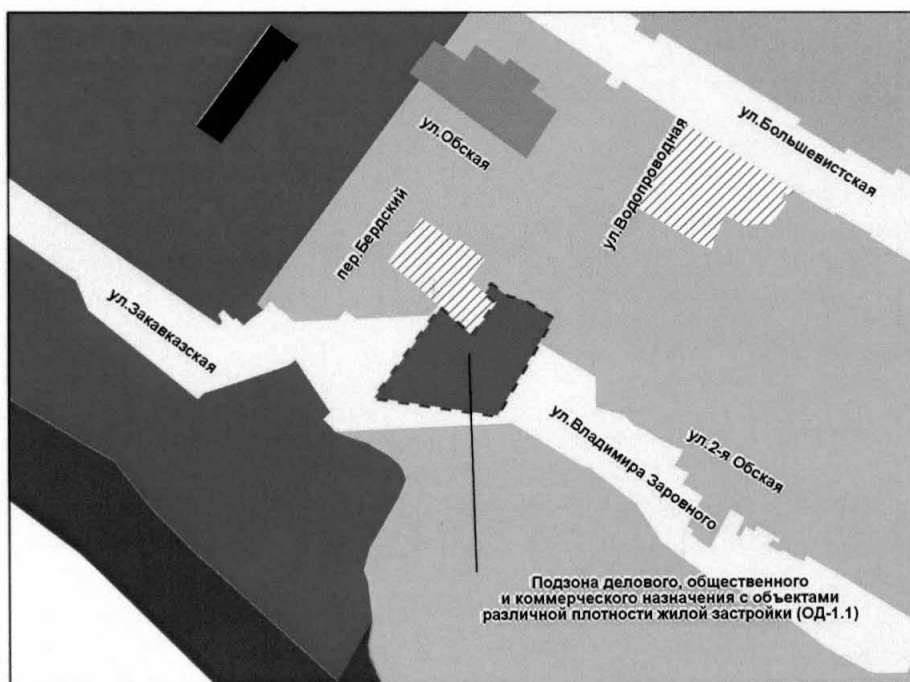 ул.Большевистская
ул.Обская
ул.Водопроводная
пер.Бердский
ул.Закавказская
ул.Владимира Заровного
ул.2-я Обская
Подзона делового, общественного
и коммерческого назначения с объектами
различной плотности жилой застройки (ОД-1.1)